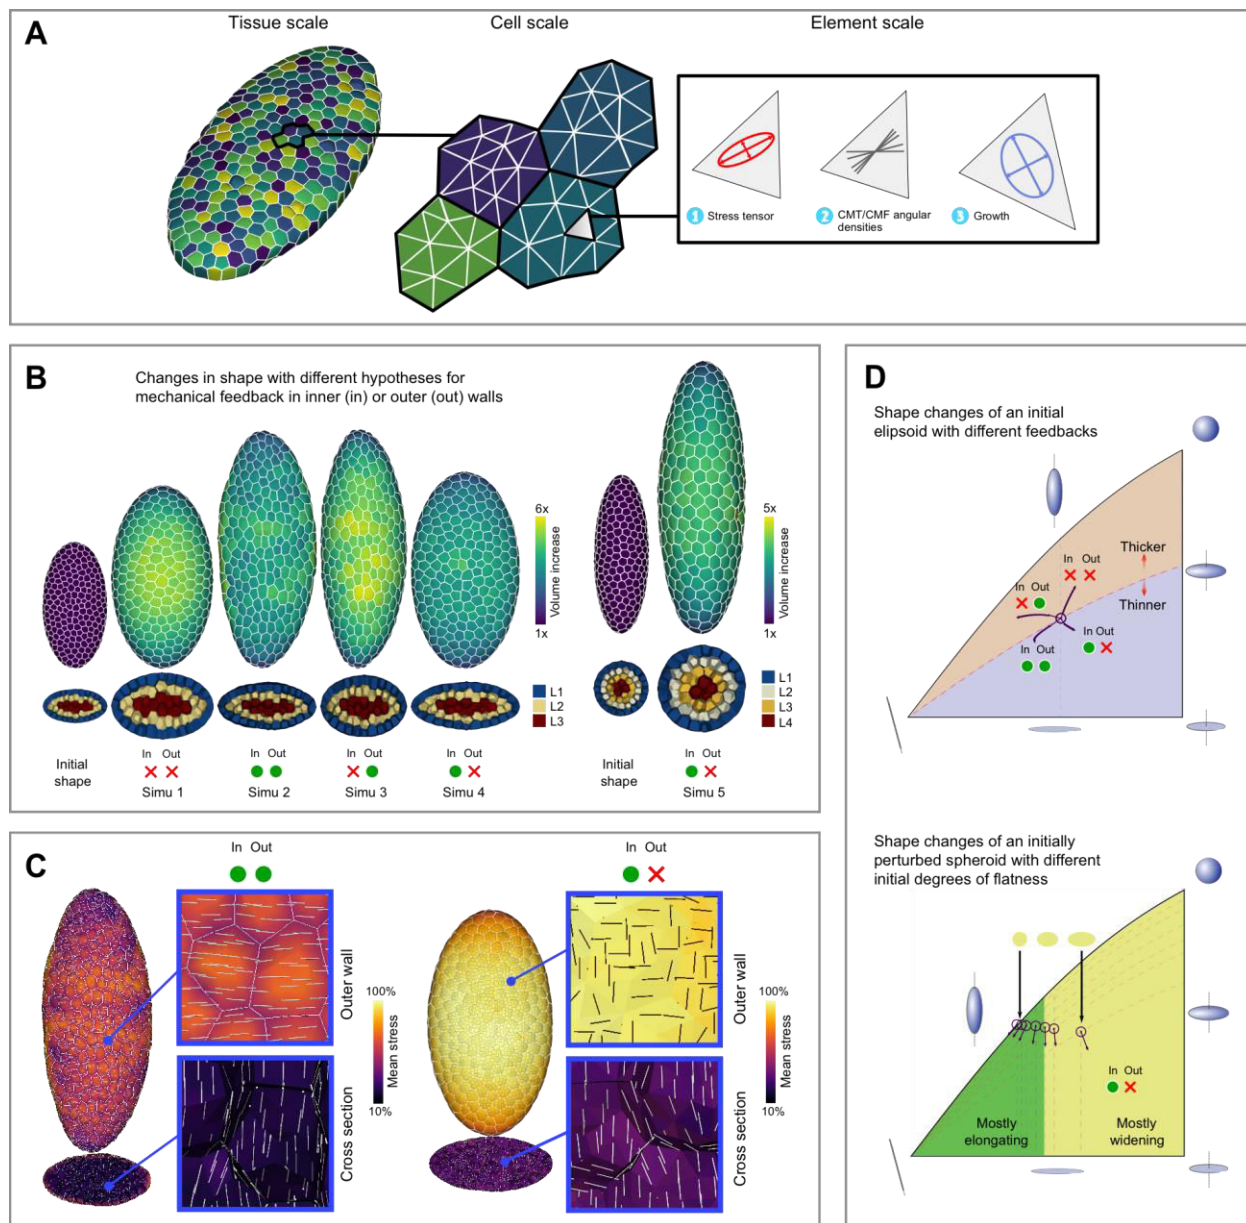 A
Tissue scale
Cell scale
Element scale
1 Stress tensor
2 CMT/CMF angular
densities
3 Growth
B
Changes in shape with different hypotheses for
mechanical feedback in inner (in) or outer (out) walls
6x
Volume increase
1x
5x
Volume increase
1x
L1
L2
L3
L1
L2
L3
L4
Initial
shape
In Out
Simu 1
In Out
Simu 2
In Out
Simu 3
In Out
Simu 4
Initial
shape
In Out
Simu 5
C
In Out
Outer wall
100%
Mean stress
10%
Cross section
In Out
Outer wall
100%
Mean stress
10%
Cross section
D
Shape changes of an initial
elipsoid with different feedbacks
Thicker
Thinner
In Out
In Out
In Out
In Out
Shape changes of an initially
perturbed spheroid with different
initial degrees of flatness
In Out
Mostly
elongating
Mostly
widening